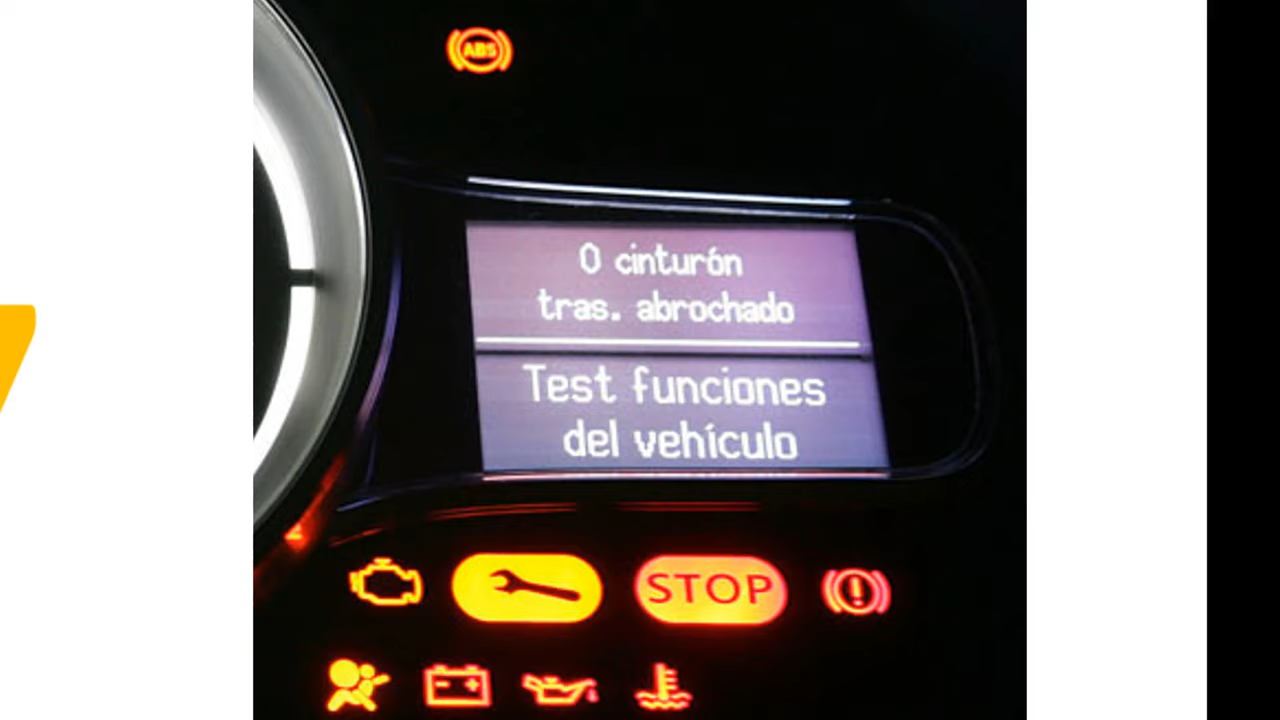 ABS
0 cinturón
tras. abrochado
Test funciones
del vehículo
STOP